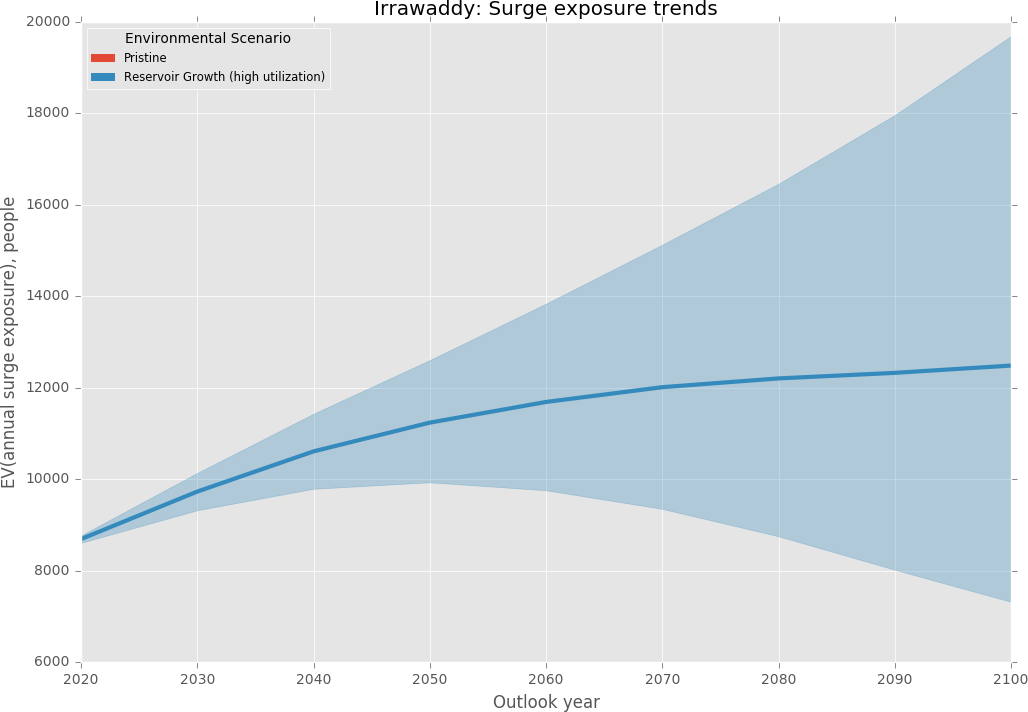 Irrawaddy: Surge exposure trends
Environmental Scenario
Pristine
Reservoir Growth (high utilization)
EV(annual surge exposure), people
20000
18000
16000
14000
12000
10000
8000
6000
2020 2030 2040 2050 2060 2070 2080 2090 2100
Outlook year